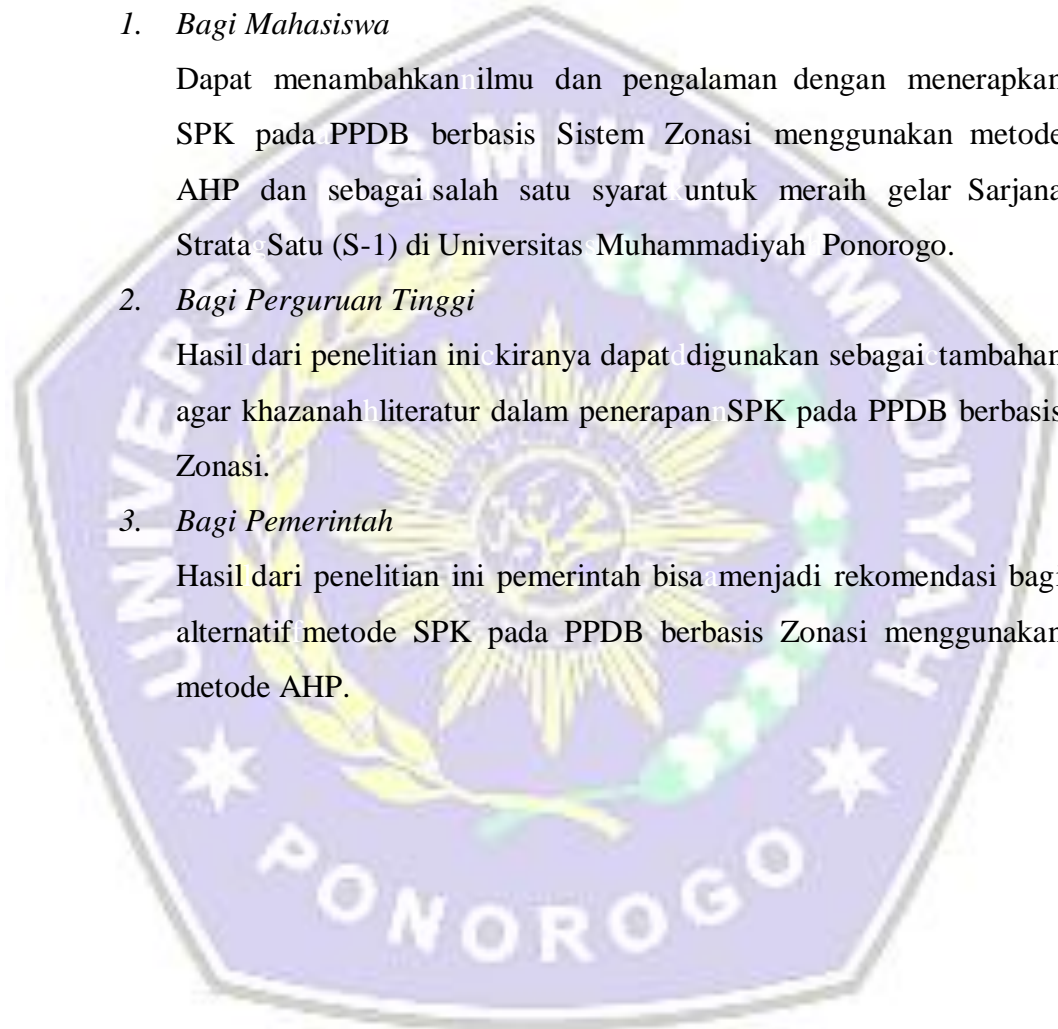 1. Bagi Mahasiswa
Dapat menambahkan ilmu dan pengalaman dengan menerapkan
SPK pada PPDB berbasis Sistem Zonasi menggunakan metode
AHP dan sebagai salah satu syarat untuk meraih gelar Sarjana
Strata Satu (S-1) di Universitas Muhammadiyah Ponorogo.
2. Bagi Perguruan Tinggi
Hasil dari penelitian ini kiranya dapat digunakan sebagai tambahan
agar khazanah literatur dalam penerapan SPK pada PPDB berbasis
Zonasi.
3. Bagi Pemerintah
Hasil dari penelitian ini pemerintah bisa menjadi rekomendasi bagi
alternatif metode SPK pada PPDB berbasis Zonasi menggunakan
metode AHP.
UNIVERSITAS MUHAMMADIYAH
PONOROGO